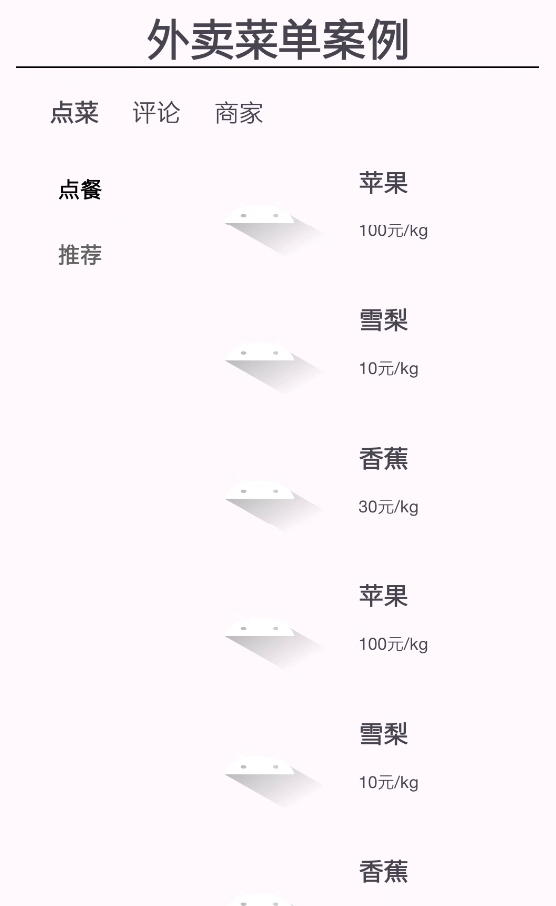 外卖菜单案例
点菜 评论 商家
点餐
推荐
苹果
100元/kg
雪梨
10元/kg
香蕉
30元/kg
苹果
100元/kg
雪梨
10元/kg
香蕉